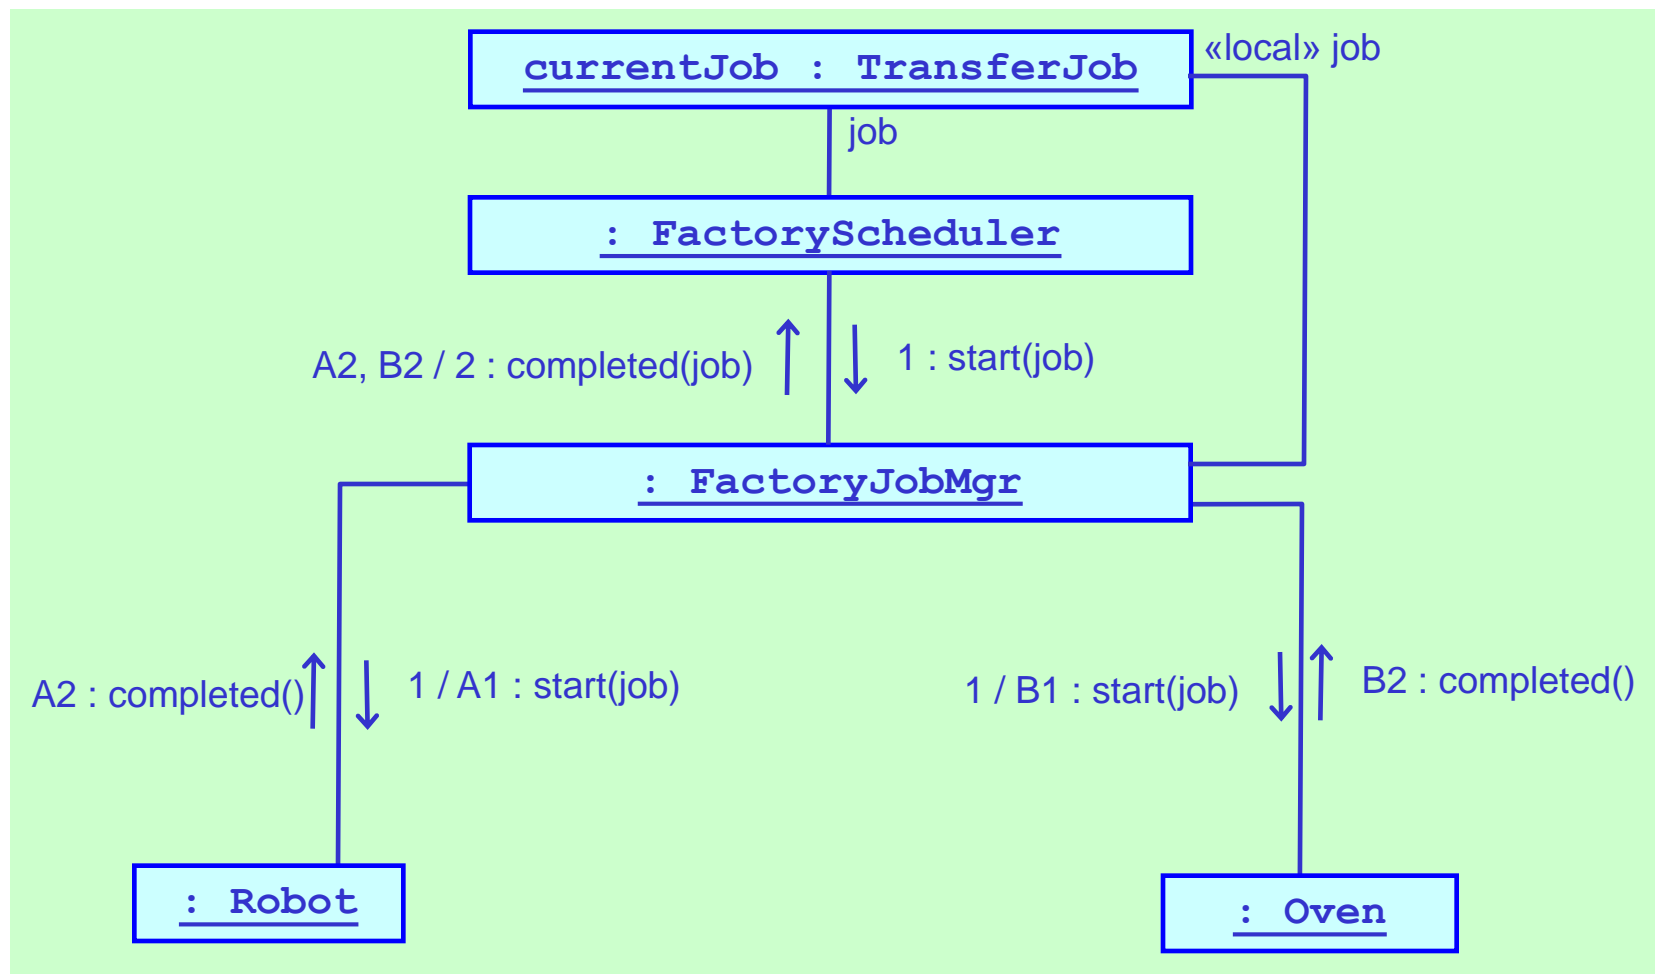 «local» job
currentJob : TransferJob
job
: FactoryScheduler
A2, B2 / 2 : completed(job)
1 : start(job)
: FactoryJobMgr
A2 : completed()
1 / A1 : start(job)
1 / B1 : start(job)
B2 : completed()
: Robot
: Oven